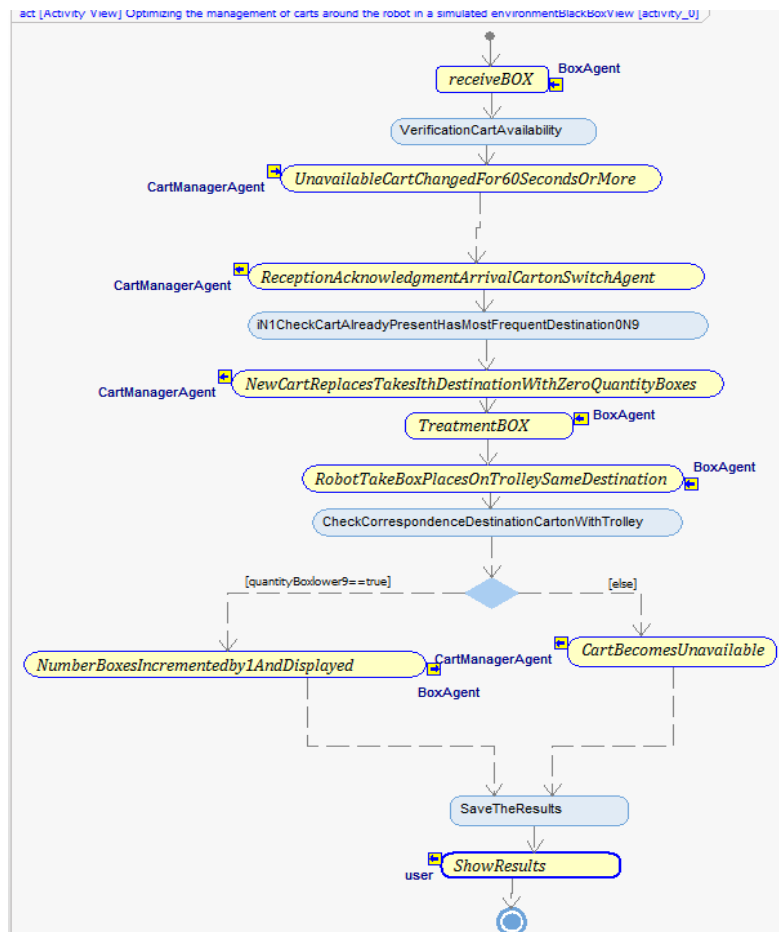 act [Activity View] Optimizing the management of carts around the robot in a simulated environmentBlackBoxView [activity_0]
receiveBOX
BoxAgent
VerificationCartAvailability
CartManagerAgent
UnavailableCartChangedFor60SecondsOrMore
CartManagerAgent
ReceptionAcknowledgmentArrivalCartonSwitchAgent
iN1CheckCartAlreadyPresentHasMostFrequentDestination0N9
CartManagerAgent
NewCartReplacesTakesIthDestinationWithZeroQuantityBoxes
TreatmentBOX
BoxAgent
RobotTakeBoxPlacesOnTrolleySameDestination
BoxAgent
CheckCorrespondenceDestinationCartonWithTrolley
[quantityBoxlower9==true]
[else]
NumberBoxesIncrementedby1AndDisplayed
BoxAgent
CartManagerAgent
CartBecomesUnavailable
SaveTheResults
user
ShowResults